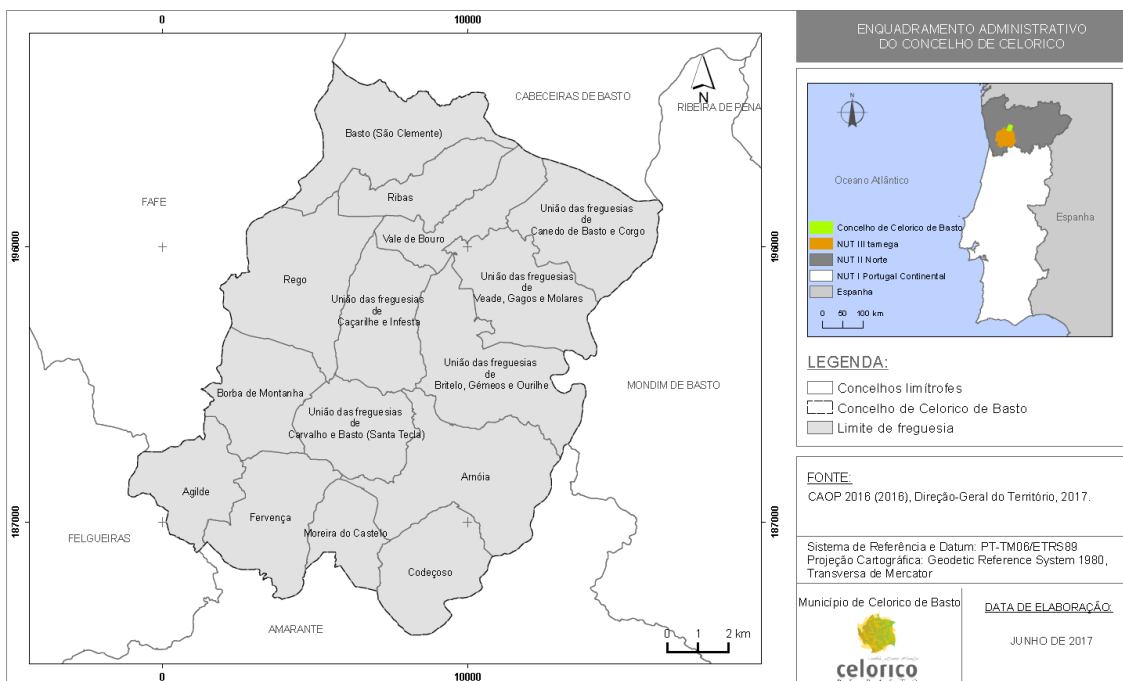 0
10000
ENQUADRAMENTO ADMINISTRATIVO
DO CONCELHO DE CELORICO
N
CABECEIRAS DE BASTO
RIBEIRA DE PENA
Basto (São Clemente)
FAFE
Ribas
União das freguesias
de
Canedo de Basto e Corgo
Vale de Bouro
196000
196000
Rego
União das freguesias
de
Veade, Gagos e Molares
União das freguesias
de
Caçarilhe e Infesta
União das freguesias
de
Britelo, Gémeos e Ourilhe
MONDIM DE BASTO
Borba de Montanha
União das freguesias
de
Carvalho e Basto (Santa Tecla)
Arnóia
Agilde
Fervença
Moreira do Castelo
187000
187000
FELGUEIRAS
Codeçoso
AMARANTE
0 1 2 km
0
10000
N
Oceano Atlântico
Espanha
Concelho de Celorico de Basto
NUT III tamega
NUT II Norte
NUT I Portugal Continental
Espanha
0 50 100 km
LEGENDA:
Concelhos limítrofes
Concelho de Celorico de Basto
Limite de freguesia
FONTE:
CAOP 2016 (2016), Direção-Geral do Território, 2017.
Sistema de Referência e Datum: PT-TM06/ETRS89
Projeção Cartográfica: Geodetic Reference System 1980,
Transversa de Mercator
Município de Celorico de Basto
celorico
DATA DE ELABORAÇÃO:
JUNHO DE 2017